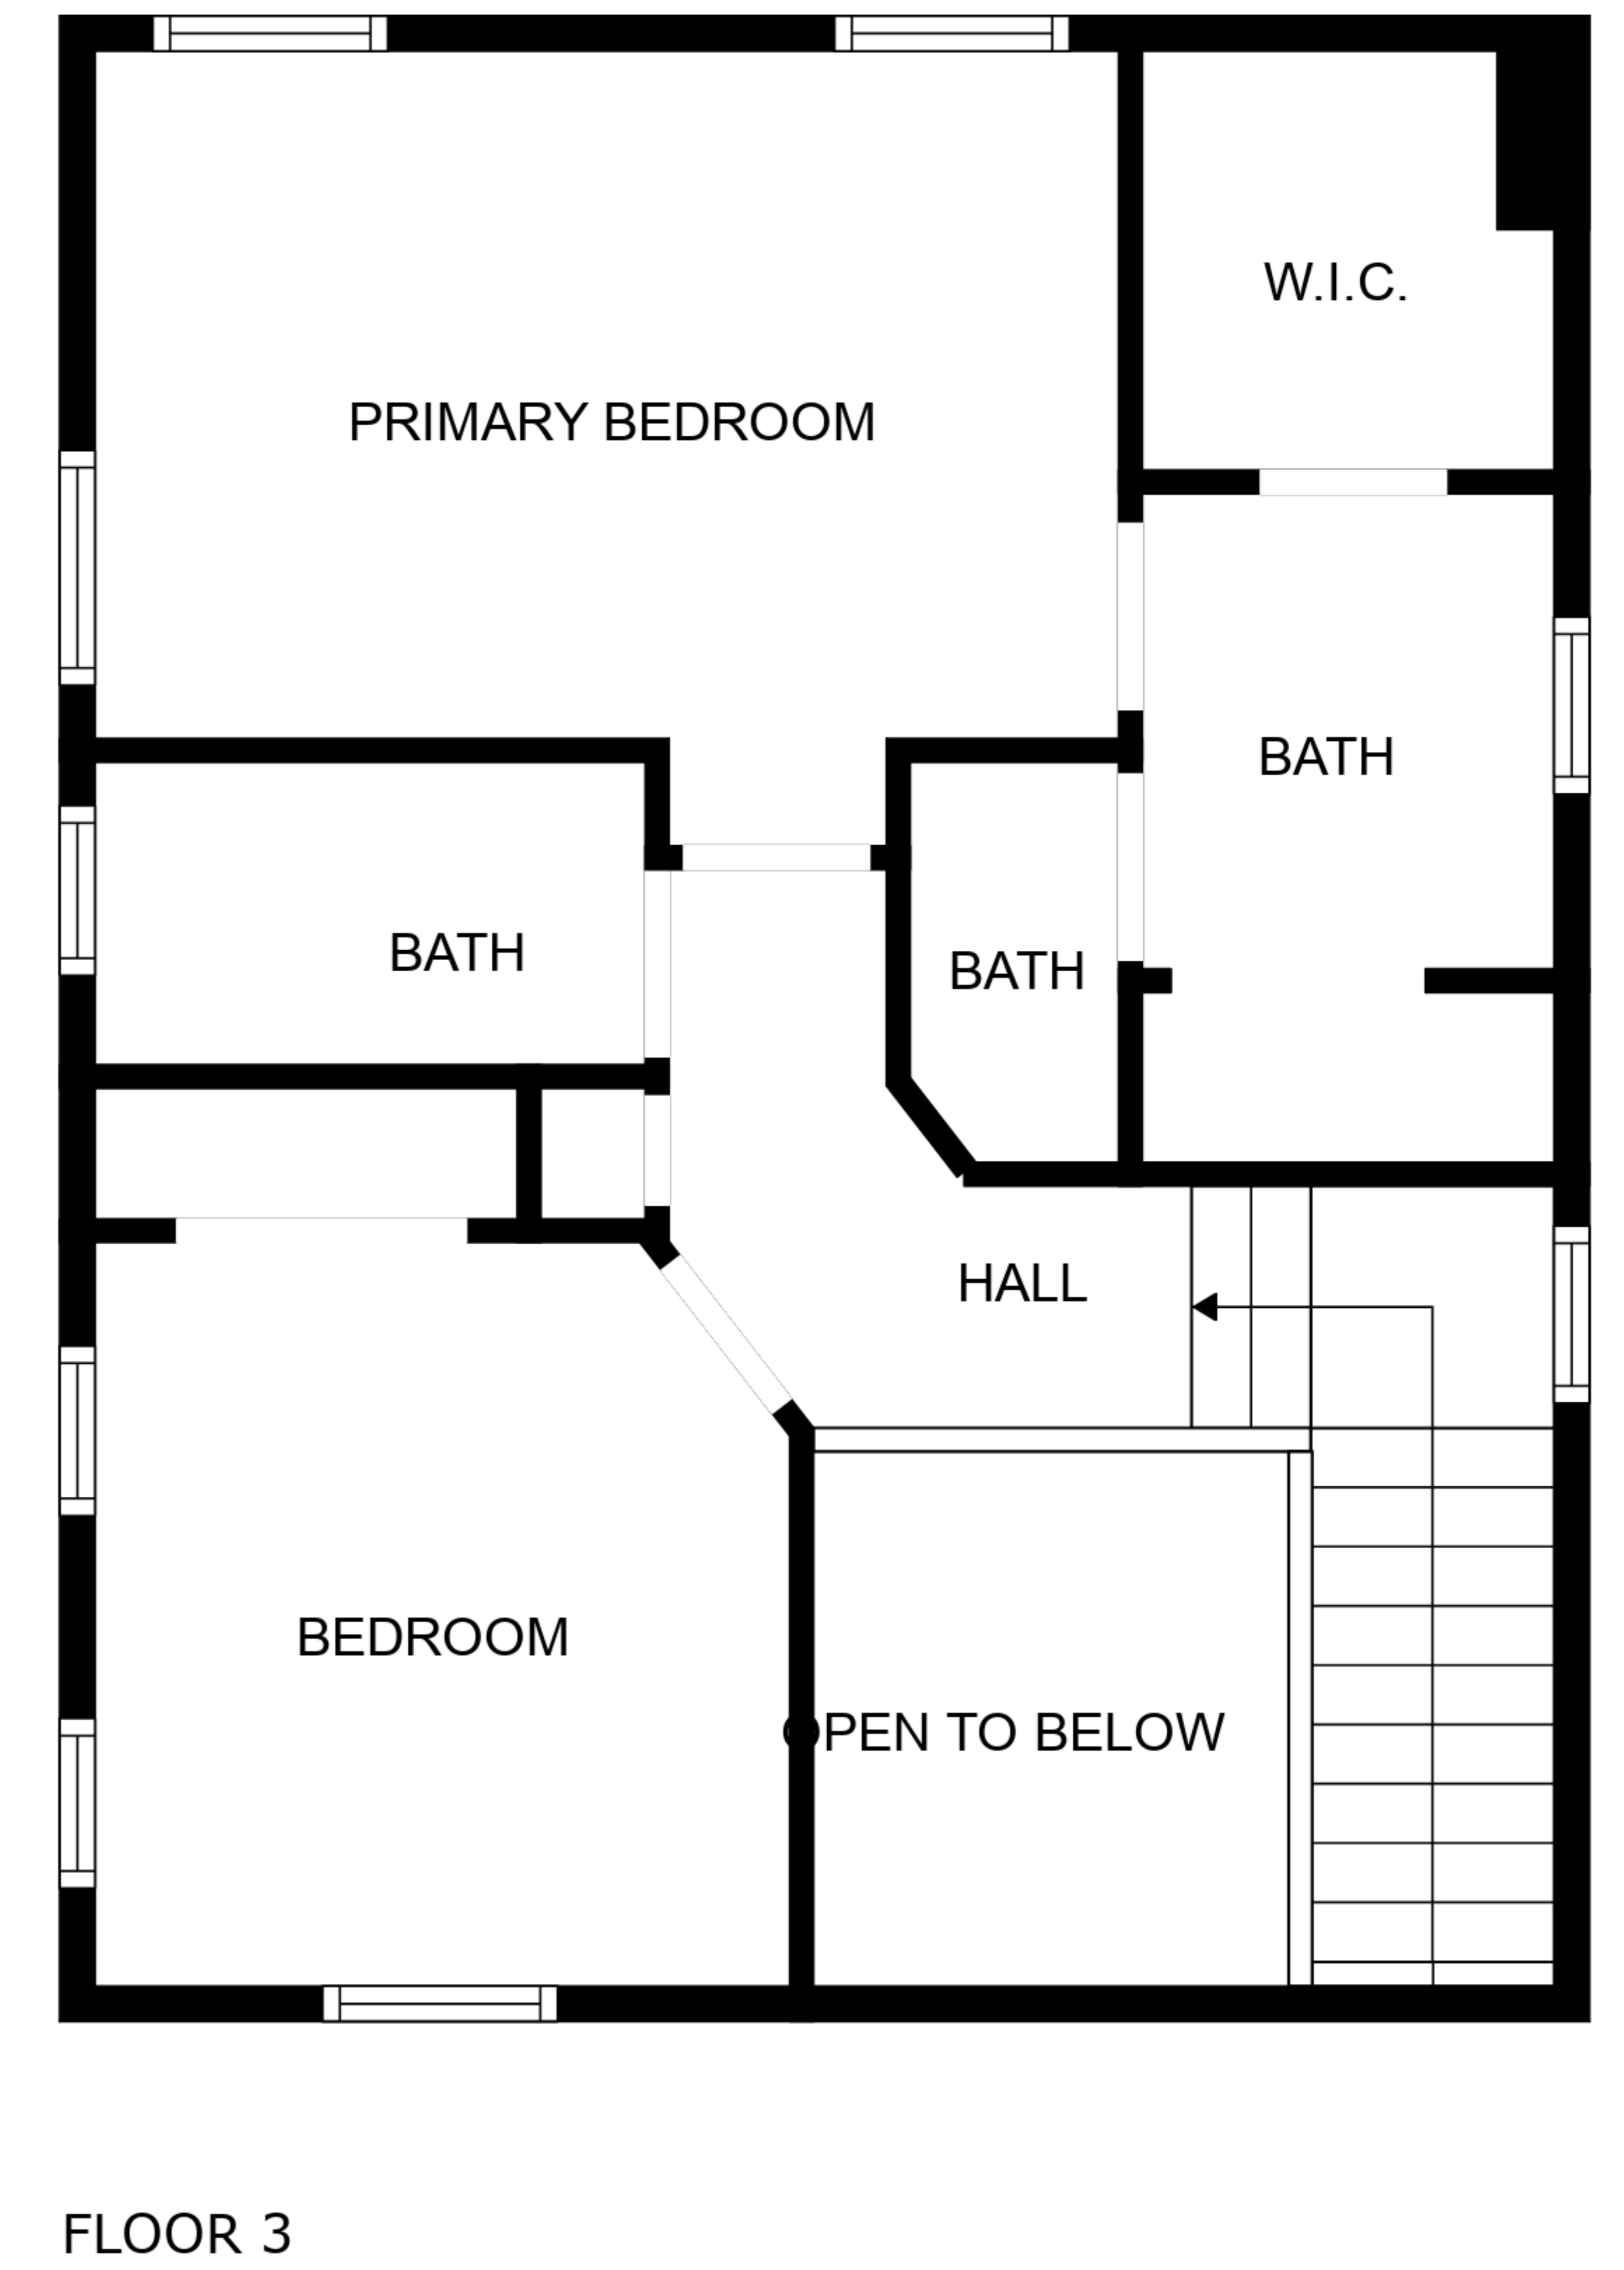 W.I.C.
PRIMARY BEDROOM
BATH
BATH
BATH
HALL
BEDROOM
OPEN TO BELOW
FLOOR 3